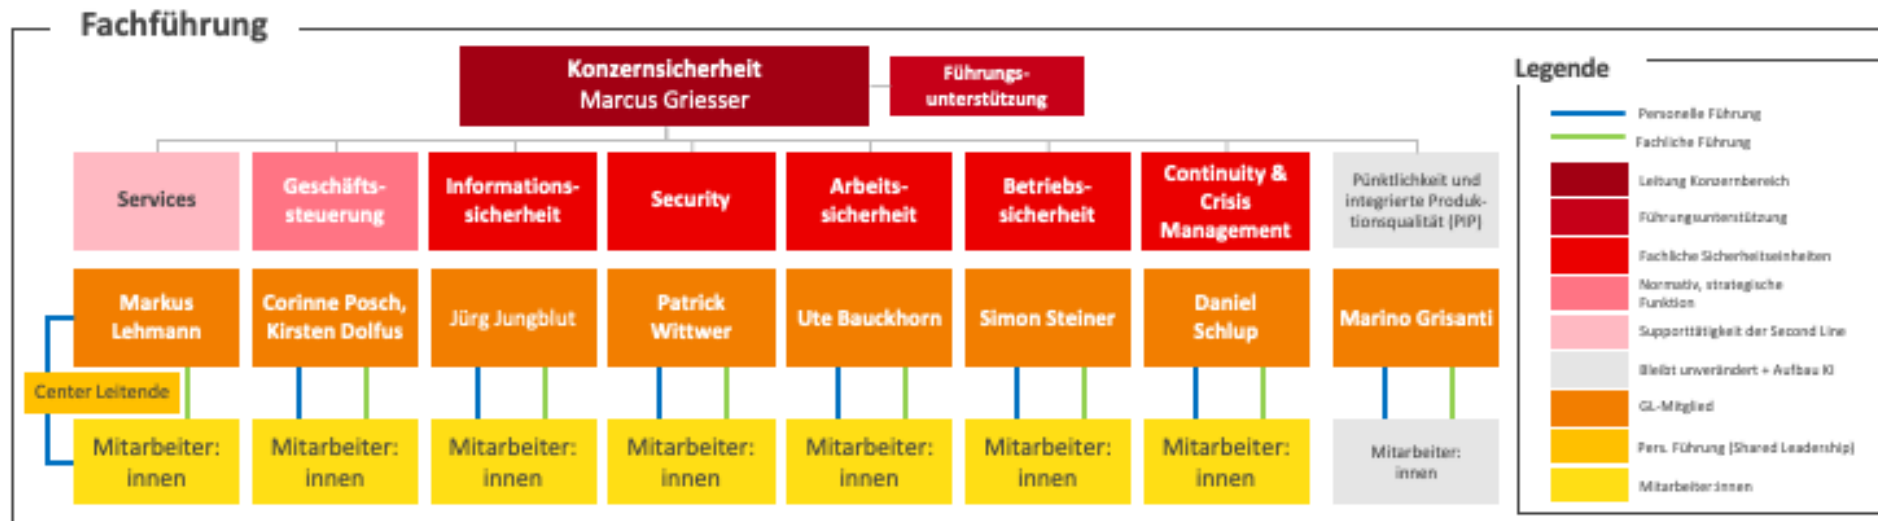 Fachführung
Konzernsicherheit
Marcus Griesser
Führungs-
unterstützung
Services
Geschäfts-
steuerung
Informations-
sicherheit
Security
Arbeits-
sicherheit
Betriebs-
sicherheit
Continuity &
Crisis
Management
Pünktlichkeit und
integrierte Produk-
tionsqualität (PIP)
Markus
Lehmann
Corinne Posch,
Kirsten Dolfus
Jürg Jungblut
Patrick
Wittwer
Ute Bauckhorn
Simon Steiner
Daniel
Schlup
Marino Grisanti
Center Leitende
Mitarbeiter:
innen
Mitarbeiter:
innen
Mitarbeiter:
innen
Mitarbeiter:
innen
Mitarbeiter:
innen
Mitarbeiter:
innen
Mitarbeiter:
innen
Mitarbeiter:
innen
Legende
Personelle Führung
Fachliche Führung
Leitung Konzernbereich
Führungsunterstützung
Fachliche Sicherheitseinheiten
Normativ, strategische
Funktion
Supporttätigkeit der Second Line
Bleibt unverändert + Aufbau KI
GL-Mitglied
Pers. Führung (Shared Leadership)
Mitarbeiter:innen